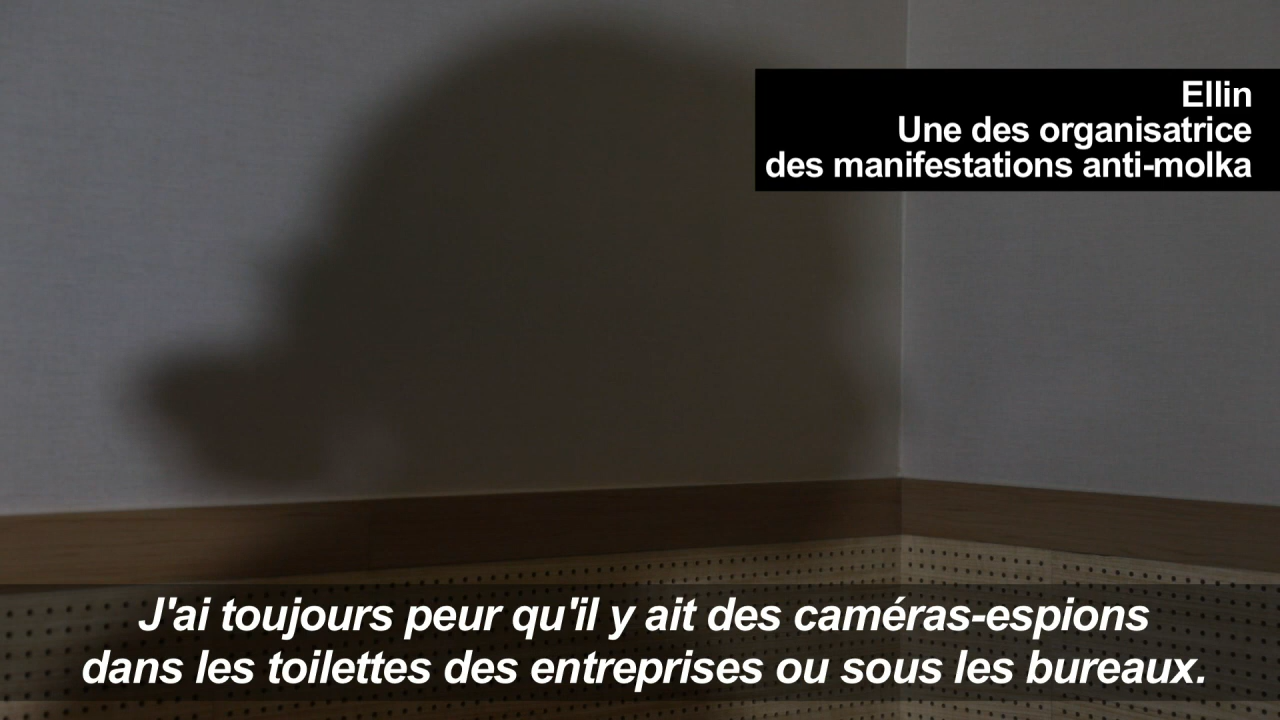 Ellin
Une des organisatrice
des manifestations anti-molka
J'ai toujours peur qu'il y ait des caméras-espions
dans les toilettes des entreprises ou sous les bureaux.